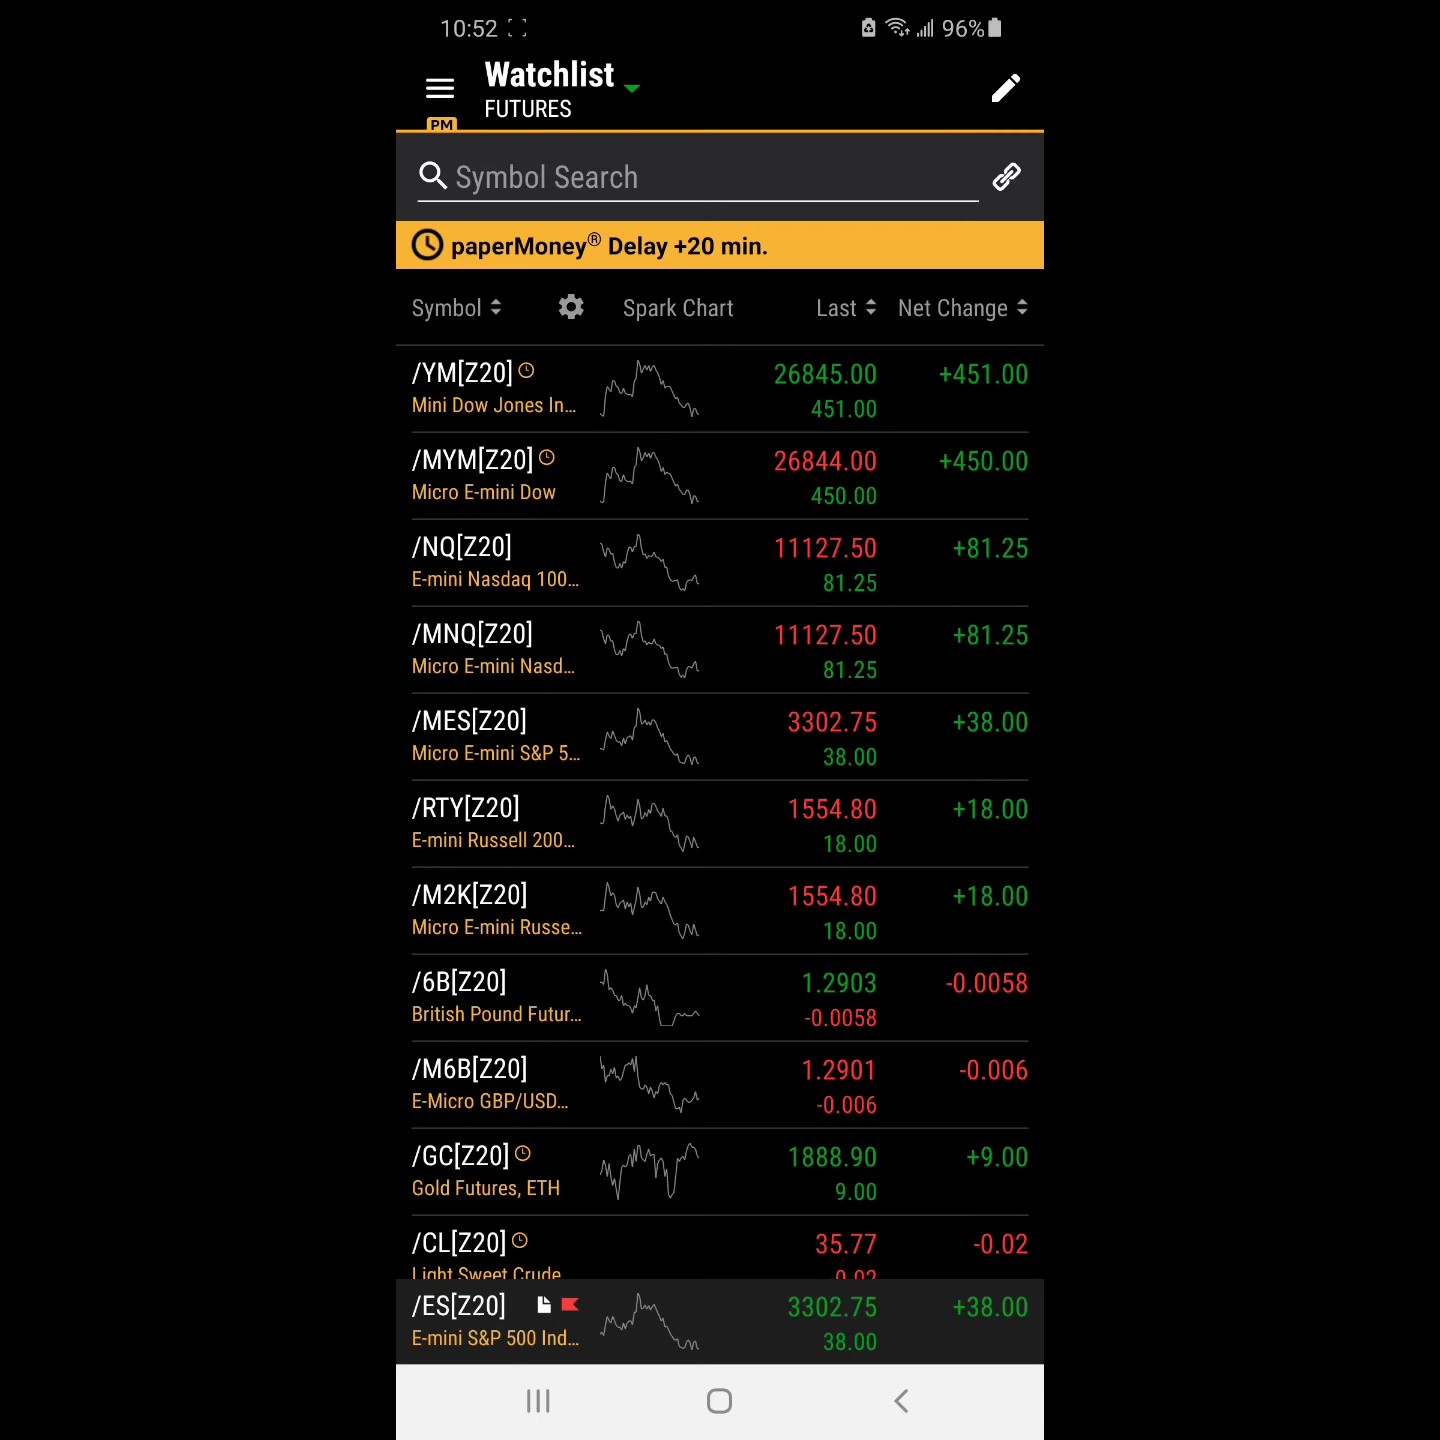 10:52 96%
Watchlist
FUTURES
PM
Symbol Search
paperMoney® Delay +20 min.
Symbol Spark Chart Last Net Change
/YM[Z20] 26845.00 +451.00
Mini Dow Jones In... 451.00
/MYM[Z20] 26844.00 +450.00
Micro E-mini Dow 450.00
/NQ[Z20] 11127.50 +81.25
E-mini Nasdaq 100... 81.25
/MNQ[Z20] 11127.50 +81.25
Micro E-mini Nasd... 81.25
/MES[Z20] 3302.75 +38.00
Micro E-mini S&P 5... 38.00
/RTY[Z20] 1554.80 +18.00
E-mini Russell 200... 18.00
/M2K[Z20] 1554.80 +18.00
Micro E-mini Russe... 18.00
/6B[Z20] 1.2903 -0.0058
British Pound Futur... -0.0058
/M6B[Z20] 1.2901 -0.006
E-Micro GBP/USD... -0.006
/GC[Z20] 1888.90 +9.00
Gold Futures, ETH 9.00
/CL[Z20] 35.77 -0.02
Light Sweet Crude -0.02
/ES[Z20] 3302.75 +38.00
E-mini S&P 500 Ind... 38.00